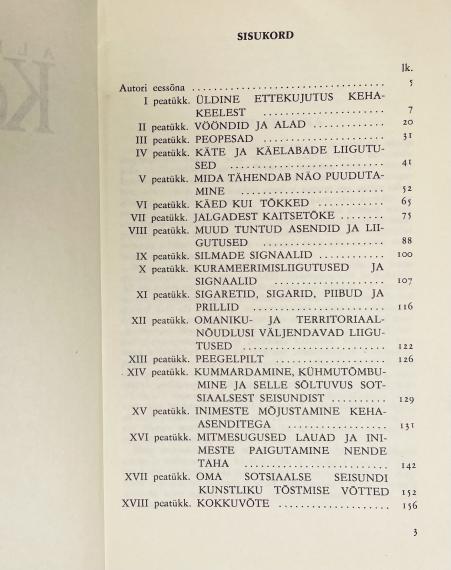 SISUKORD
lk.
Autori eessõna . . . . . . . . . . . . . . . . . . . . . . . . . . . . . . . . 5
I peatükk. ÜLDINE ETTEKUJUTUS KEHA-
KEELEST . . . . . . . . . . . . . . . . . . . . 7
II peatükk. VÖÖNDID JA ALAD . . . . . . . . . . . . 20
III peatükk. PEOPESAD . . . . . . . . . . . . . . . . . . . . . . 31
IV peatükk. KÄTE JA KÄELABADE LIIGUTU-
SED . . . . . . . . . . . . . . . . . . . . . . . . . . 41
V peatükk. MIDA TÄHENDAB NÄO PUUDUTA-
MINE . . . . . . . . . . . . . . . . . . . . . . . . 52
VI peatükk. KÄED KUI TÕKKED . . . . . . . . . . . . 65
VII peatükk. JALGADEST KAITSETÕKE . . . . . . . . 75
VIII peatükk. MUUD TUNTUD ASENDID JA LII-
GUTUSED . . . . . . . . . . . . . . . . . . . . 88
IX peatükk. SILMADE SIGNAALID . . . . . . . . . . . . 100
X peatükk. KURAMEERIMISLIIGUTUSED JA
SIGNAALID . . . . . . . . . . . . . . . . . . 107
XI peatükk. SIGARETID, SIGARID, PIIBUD JA
PRILLID . . . . . . . . . . . . . . . . . . . . . . 116
XII peatükk. OMANIKU- JA TERRITORIAAL-
NÕUDLUSI VÄLJENDAVAD LIIGU-
TUSED . . . . . . . . . . . . . . . . . . . . . . 122
XIII peatükk. PEEGELPILT . . . . . . . . . . . . . . . . . . . . 126
XIV peatükk. KUMMARDAMINE, KÜHMUTÕMBU-
MINE JA SELLE SÕLTUVUS SOT-
SIAALSEST SEISUNDIST . . . . . . . . . . 129
XV peatükk. INIMESTE MÕJUSTAMINE KEHA-
ASENDITEGA . . . . . . . . . . . . . . . . . 131
XVI peatükk. MITMESUGUSED LAUAD JA INI-
MESTE PAIGUTAMINE NENDE
TAHA . . . . . . . . . . . . . . . . . . . . . . . . 142
XVII peatükk. OMA SOTSIAALSE SEISUNDI
KUNSTLIKU TÕSTMISE VÕTTED 152
XVIII peatükk. KOKKUVÕTE . . . . . . . . . . . . . . . . . . . 156
3